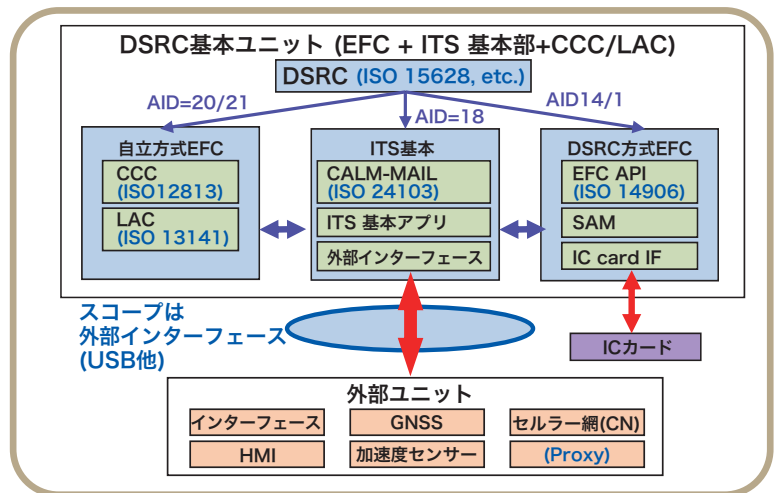 DSRC基本ユニット (EFC + ITS 基本部+CCC/LAC)
DSRC (ISO 15628, etc.)
AID=20/21
AID=18
AID14/1
自立方式EFC
CCC
(ISO12813)
LAC
(ISO 13141)
ITS基本
CALM-MAIL
(ISO 24103)
ITS 基本アプリ
外部インターフェース
DSRC方式EFC
EFC API
(ISO 14906)
SAM
IC card IF
スコープは
外部インターフェース
(USB他)
ICカード
外部ユニット
インターフェース
GNSS
セルラー網(CN)
HMI
加速度センサー
(Proxy)